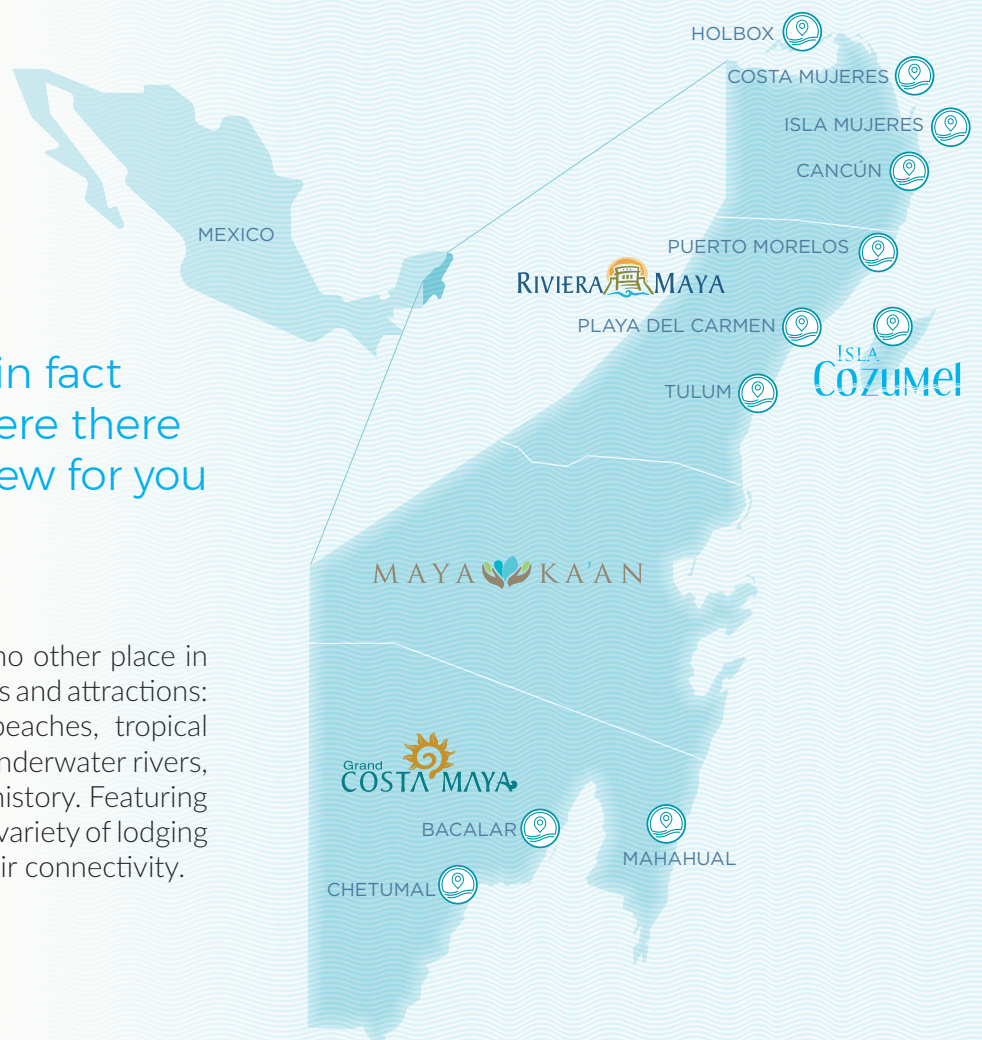 HOLBOX
COSTA MUJERES
ISLA MUJERES
CANCÚN
MEXICO
PUERTO MORELOS
RIVIERA MAYA
PLAYA DEL CARMEN
ISLA
COZUMEL
TULUM
in fact
ere there
ew for you
MAYA KA'AN
no other place in
s and attractions:
beaches, tropical
nderwater rivers,
history. Featuring
variety of lodging
ir connectivity.
Grand
COSTA MAYA
BACALAR
MAHAHUAL
CHETUMAL